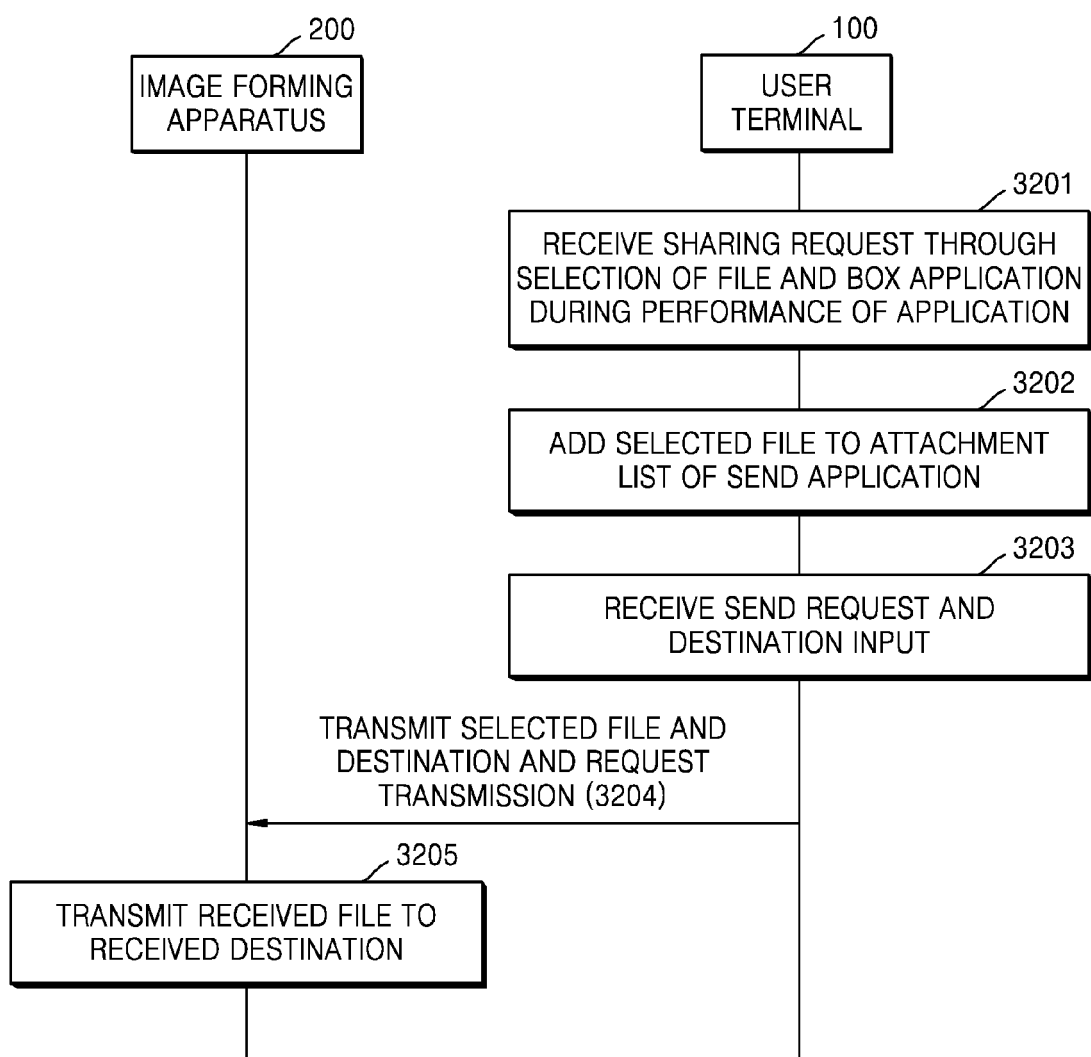 200
IMAGE FORMING
APPARATUS
100
USER
TERMINAL
3201
RECEIVE SHARING REQUEST THROUGH
SELECTION OF FILE AND BOX APPLICATION
DURING PERFORMANCE OF APPLICATION
3202
ADD SELECTED FILE TO ATTACHMENT
LIST OF SEND APPLICATION
3203
RECEIVE SEND REQUEST AND
DESTINATION INPUT
TRANSMIT SELECTED FILE AND
DESTINATION AND REQUEST
TRANSMISSION (3204)
3205
TRANSMIT RECEIVED FILE TO
RECEIVED DESTINATION